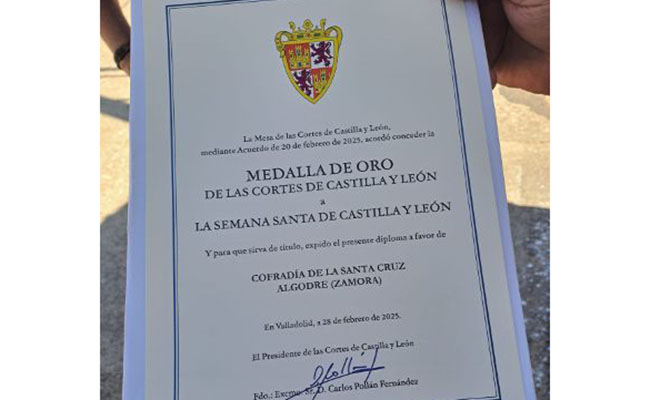 La Mesa de las Cortes de Castilla y León,
mediante Acuerdo de 20 de febrero de 2025, acordó conceder la
MEDALLA DE ORO
DE LAS CORTES DE CASTILLA Y LEÓN
a
LA SEMANA SANTA DE CASTILLA Y LEÓN
Y para que sirva de título, expido el presente diploma a favor de
COFRADÍA DE LA SANTA CRUZ
ALGODRE (ZAMORA)
En Valladolid, a 28 de febrero de 2025.
El Presidente de las Cortes de Castilla y León
Fdo.: Excmo. Sr. D. Carlos Pollán Fernández